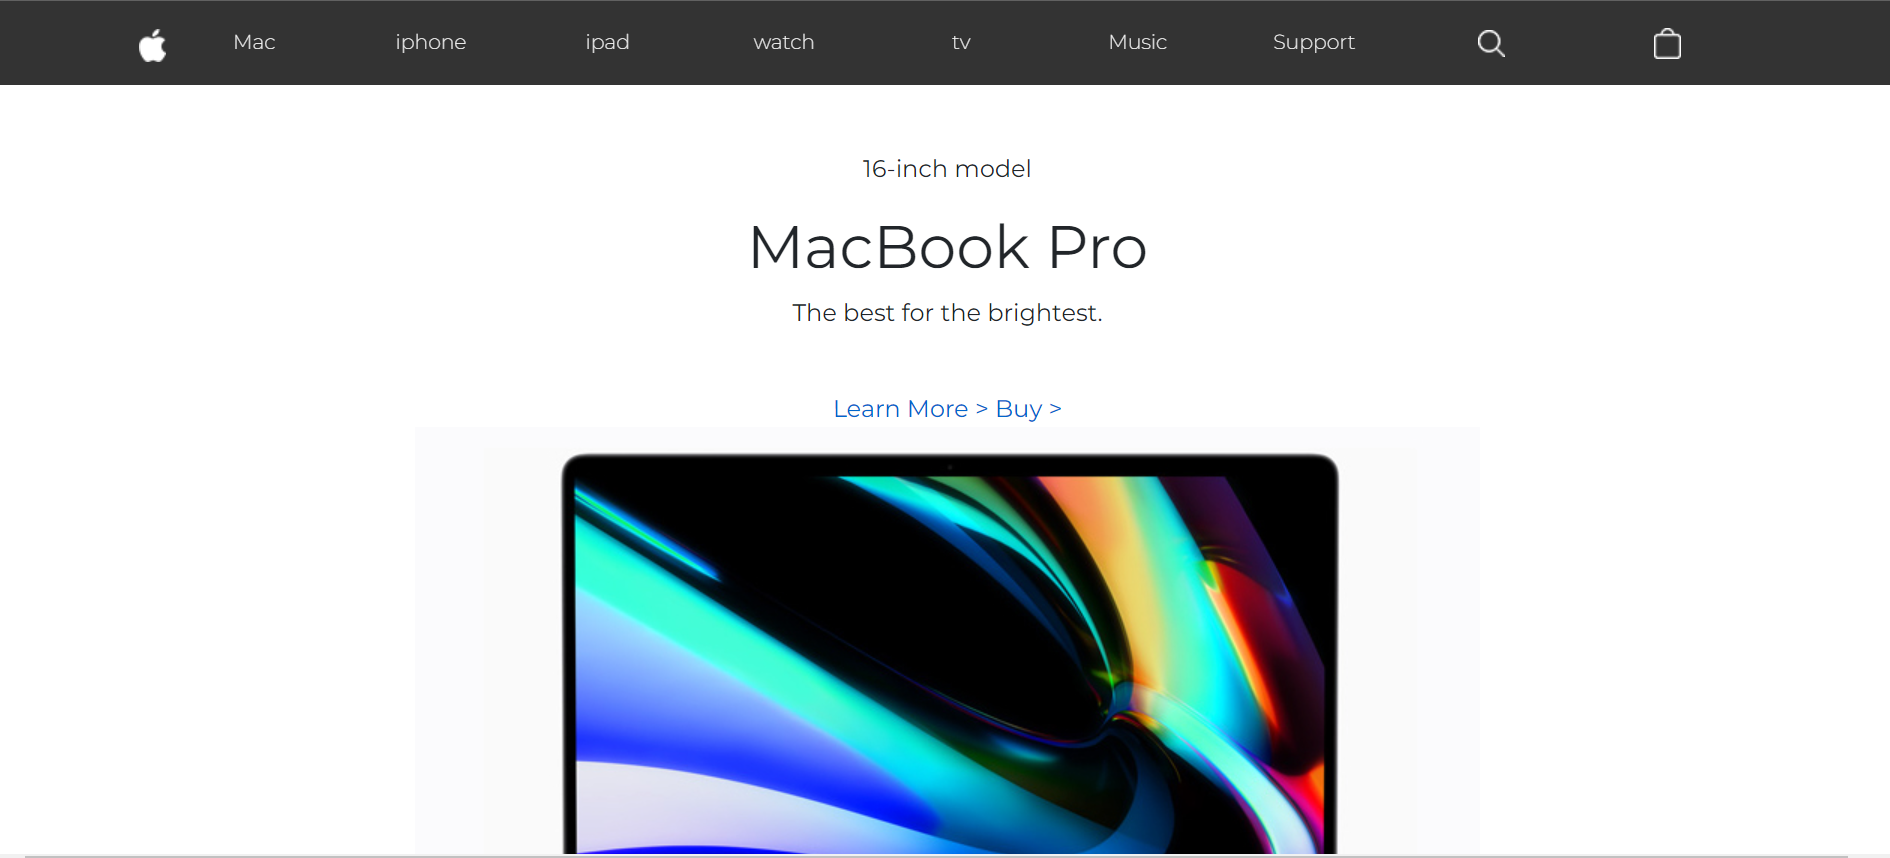 Mac iphone ipad watch tv Music Support
16-inch model
MacBook Pro
The best for the brightest.
Learn More > Buy >